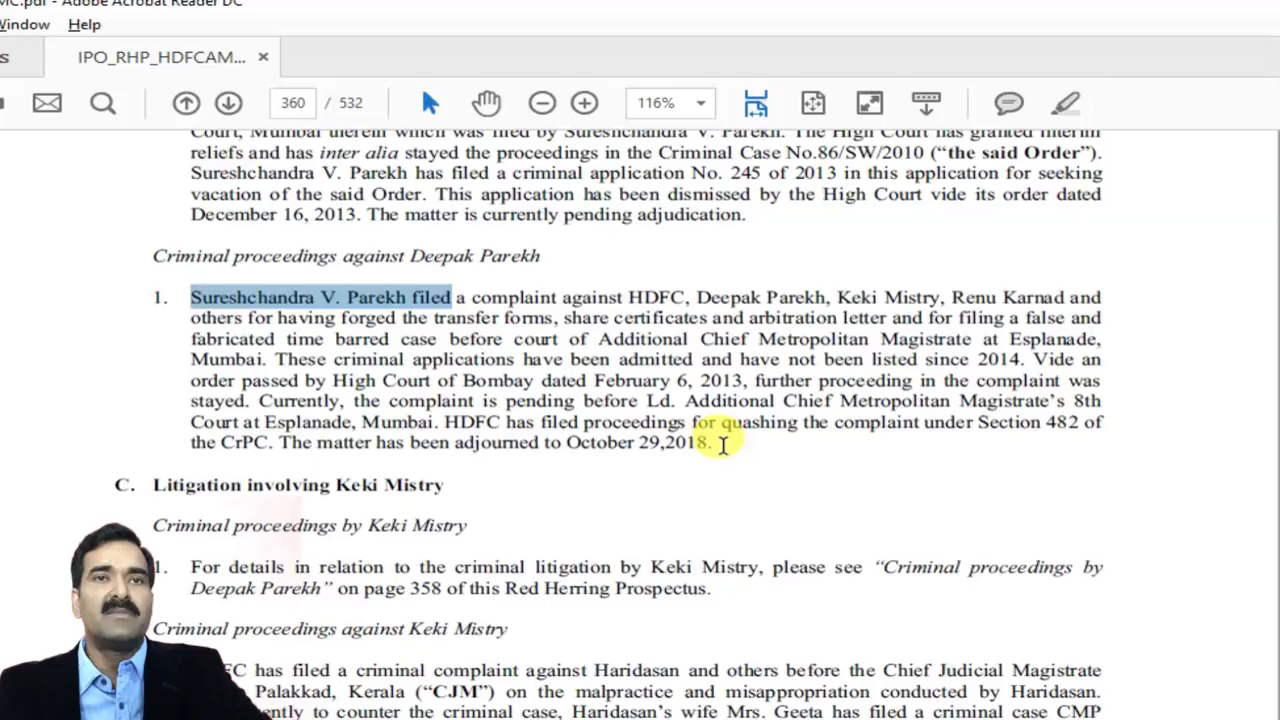 MC.pdf - Adobe Acrobat Reader DC
Window Help
s IPO_RHP_HDFCAM... ×
360 / 532 116%
Court, Mumbai therein which was filed by Sureshchandra V. Parekh. The High Court has granted interim
reliefs and has inter alia stayed the proceedings in the Criminal Case No.86/SW/2010 (“the said Order”).
Sureshchandra V. Parekh has filed a criminal application No. 245 of 2013 in this application for seeking
vacation of the said Order. This application has been dismissed by the High Court vide its order dated
December 16, 2013. The matter is currently pending adjudication.
Criminal proceedings against Deepak Parekh
1. Sureshchandra V. Parekh filed a complaint against HDFC, Deepak Parekh, Keki Mistry, Renu Karnad and
others for having forged the transfer forms, share certificates and arbitration letter and for filing a false and
fabricated time barred case before court of Additional Chief Metropolitan Magistrate at Esplanade,
Mumbai. These criminal applications have been admitted and have not been listed since 2014. Vide an
order passed by High Court of Bombay dated February 6, 2013, further proceeding in the complaint was
stayed. Currently, the complaint is pending before Ld. Additional Chief Metropolitan Magistrate’s 8th
Court at Esplanade, Mumbai. HDFC has filed proceedings for quashing the complaint under Section 482 of
the CrPC. The matter has been adjourned to October 29,2018.
C. Litigation involving Keki Mistry
Criminal proceedings by Keki Mistry
1. For details in relation to the criminal litigation by Keki Mistry, please see “Criminal proceedings by
Deepak Parekh” on page 358 of this Red Herring Prospectus.
Criminal proceedings against Keki Mistry
FC has filed a criminal complaint against Haridasan and others before the Chief Judicial Magistrate
Palakkad, Kerala (“CJM”) on the malpractice and misappropriation conducted by Haridasan.
ently to counter the criminal case, Haridasan’s wife Mrs. Geeta has filed a criminal case CMP